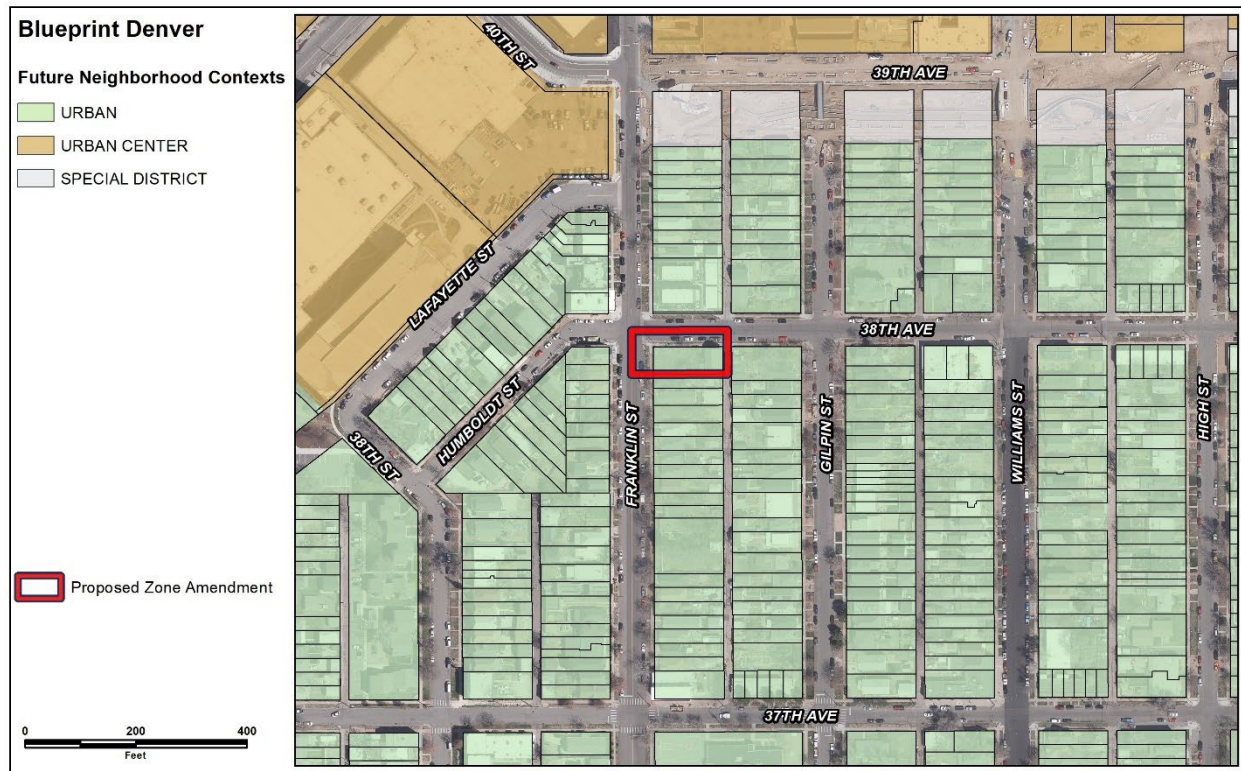 Blueprint Denver
Future Neighborhood Contexts
URBAN
URBAN CENTER
SPECIAL DISTRICT
Proposed Zone Amendment
0 200 400
Feet
40TH ST
39TH AVE
LAFAYETTE ST
38TH AVE
HUMBOLDT ST
38TH ST
FRANKLIN ST
GILPIN ST
WILLIAMS ST
HIGH ST
37TH AVE